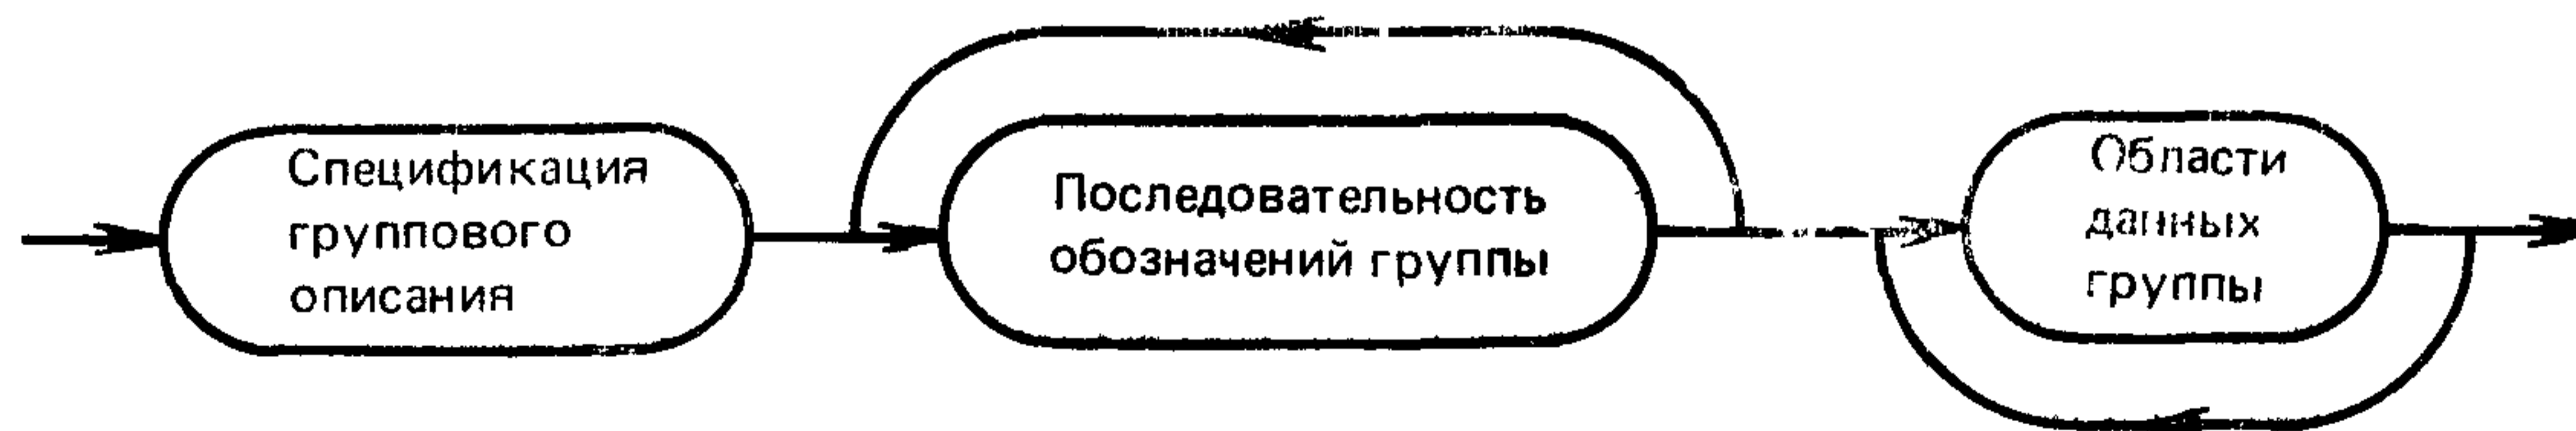 Спецификация
группового
описания
Последовательность
обозначений группы
Области
данных
группы